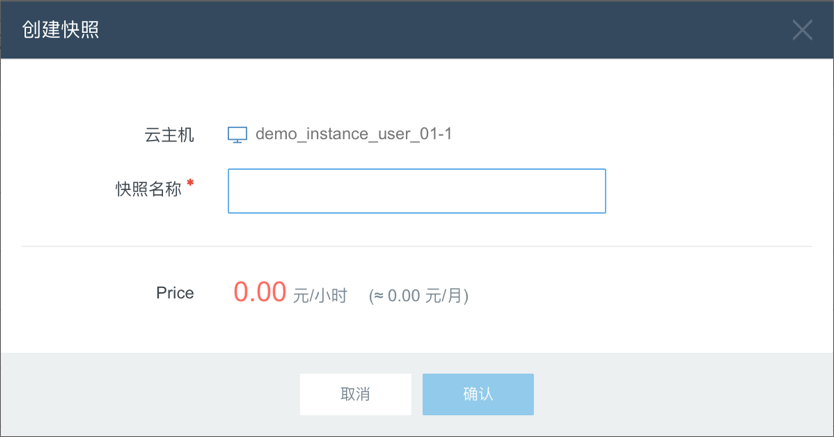 创建快照
云主机 demo_instance_user_01-1
快照名称 *
Price 0.00 元/小时 (≈ 0.00 元/月)
取消 确认